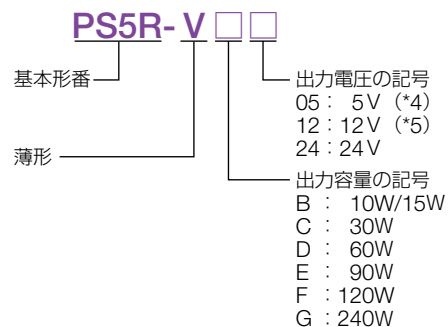 PS5R-V□□
基本形番
薄形
出力電圧の記号
05： 5V（*4）
12：12V（*5）
24：24V
出力容量の記号
B ： 10W/15W
C ： 30W
D ： 60W
E ： 90W
F ：120W
G ：240W